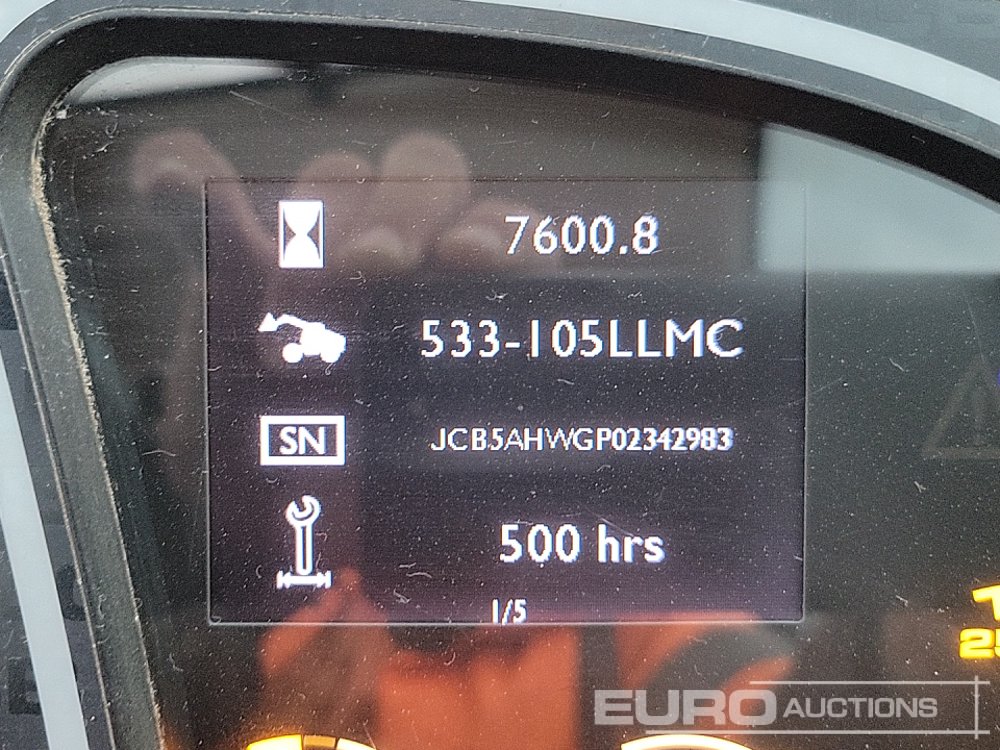 7600.8
533-105LLMC
SN JCB5AHWGP02342983
500 hrs
1/5
EURO AUCTIONS